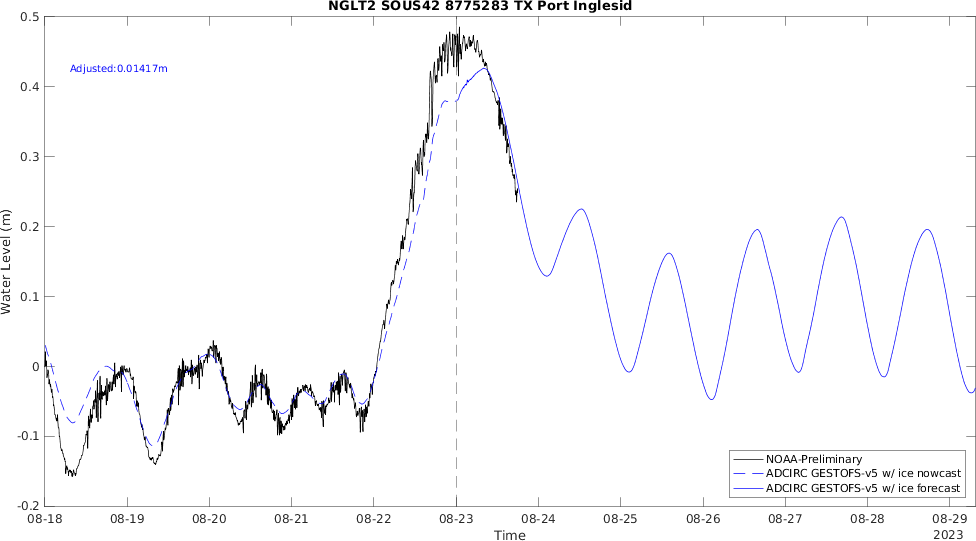 NGLT2 SOUS42 8775283 TX Port Inglesid
Adjusted:0.01417m
Water Level (m)
0.5
0.4
0.3
0.2
0.1
0
-0.1
-0.2
NOAA-Preliminary
ADCIRC GESTOFS-v5 w/ ice nowcast
ADCIRC GESTOFS-v5 w/ ice forecast
08-18 08-19 08-20 08-21 08-22 08-23 08-24 08-25 08-26 08-27 08-28 08-29
Time
2023